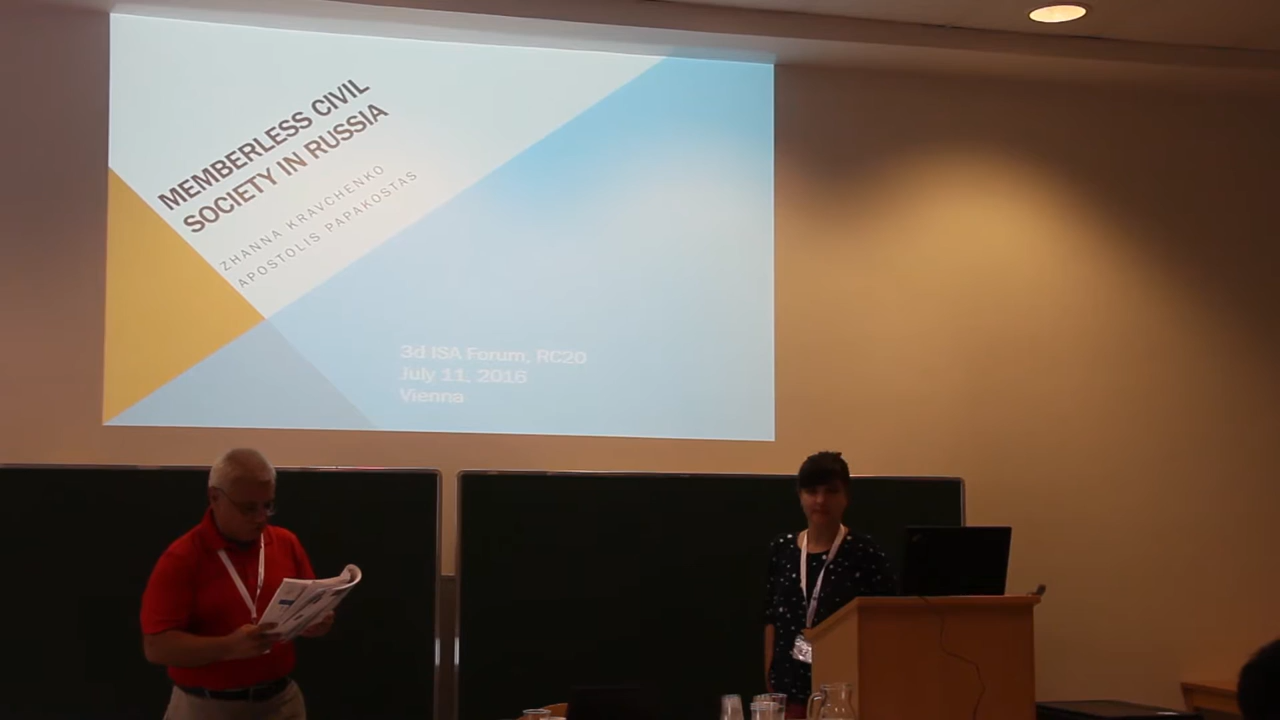 MEMBERLESS CIVIL
SOCIETY IN RUSSIA
ZHANNA KRAVCHENKO
APOSTOLIS PAPAKOSTAS
3d ISA Forum, RC20
July 11, 2016
Vienna